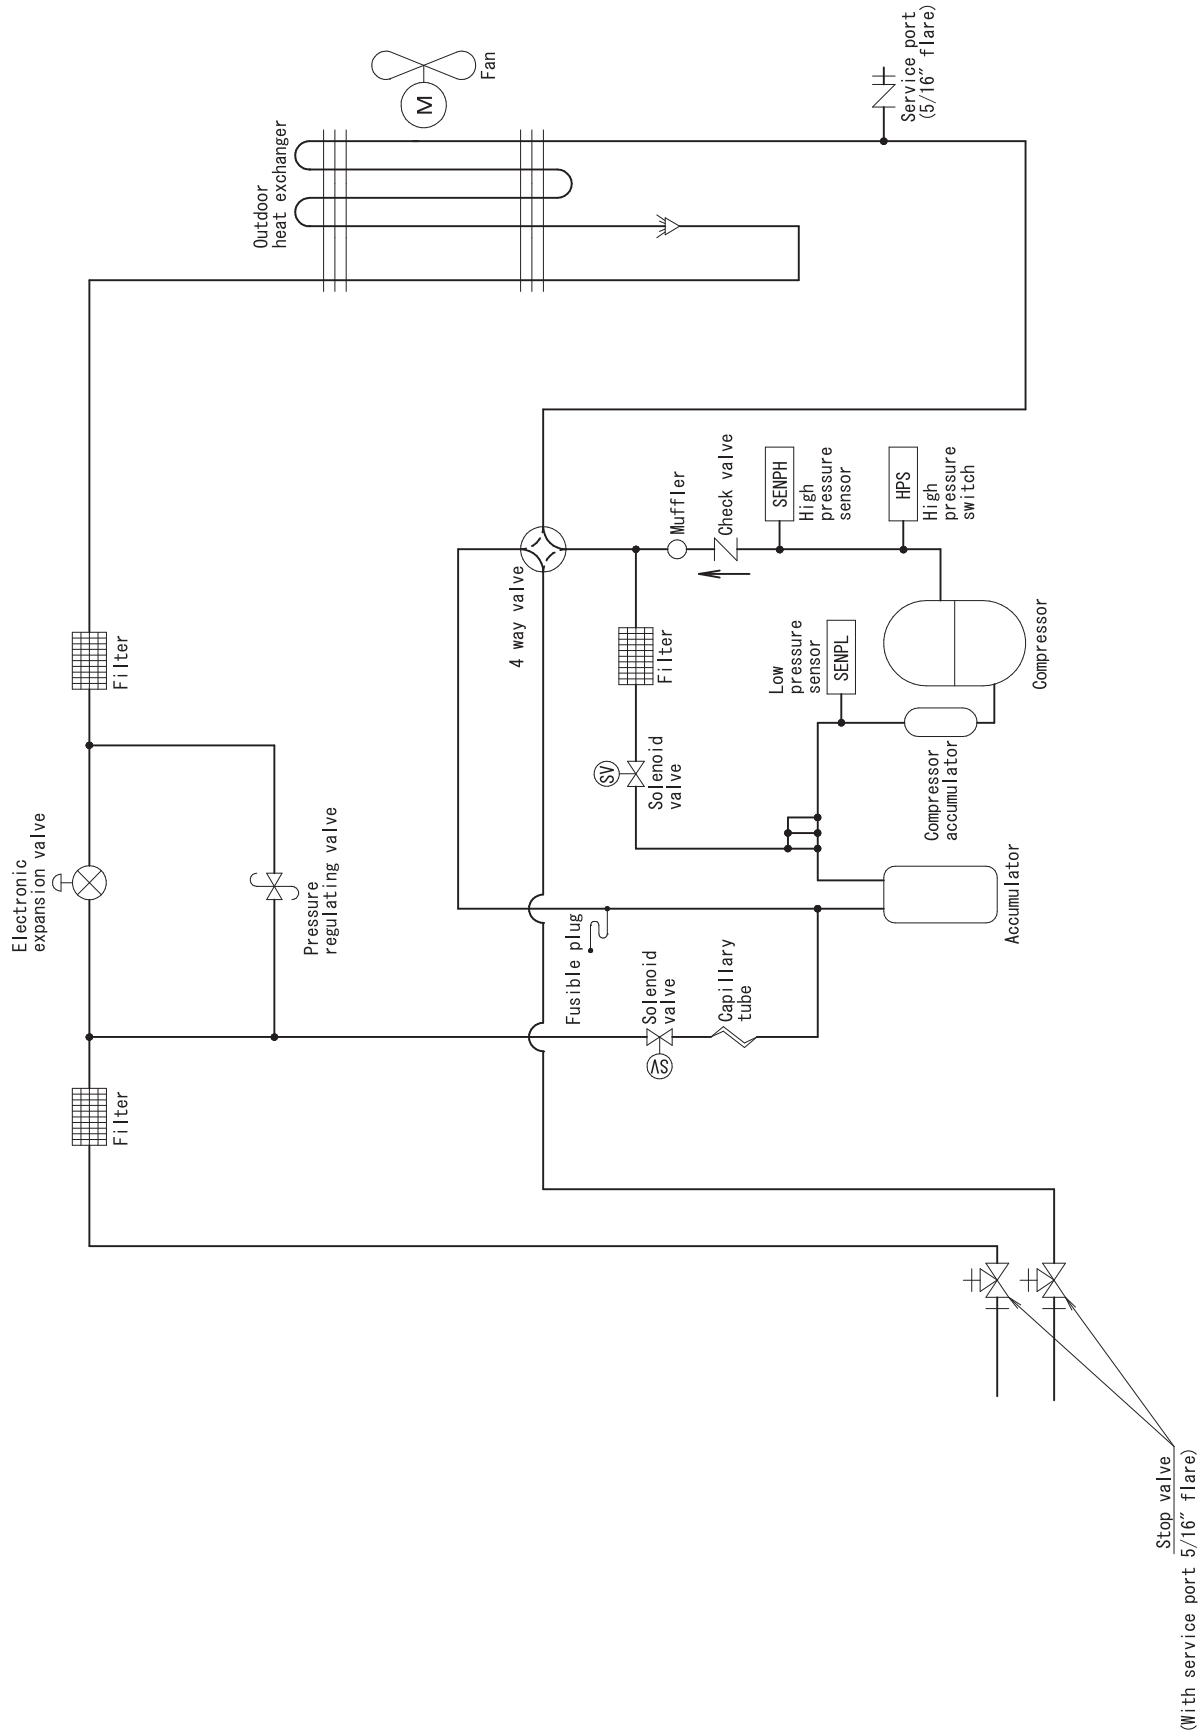 Fan
M
Service port
(5/16″ flare)
Outdoor
heat exchanger
Filter
Electronic
expansion valve
Pressure
regulating valve
Filter
4 way valve
Muffler
Check valve
SENPH
High
pressure
sensor
HPS
High
pressure
switch
Filter
Low
pressure
sensor
SENPL
Compressor
SV
Solenoid
valve
Compressor
accumulator
Accumulator
Fusible plug
Solenoid
valve
SV
Capillary
tube
Stop valve
(With service port 5/16″ flare)